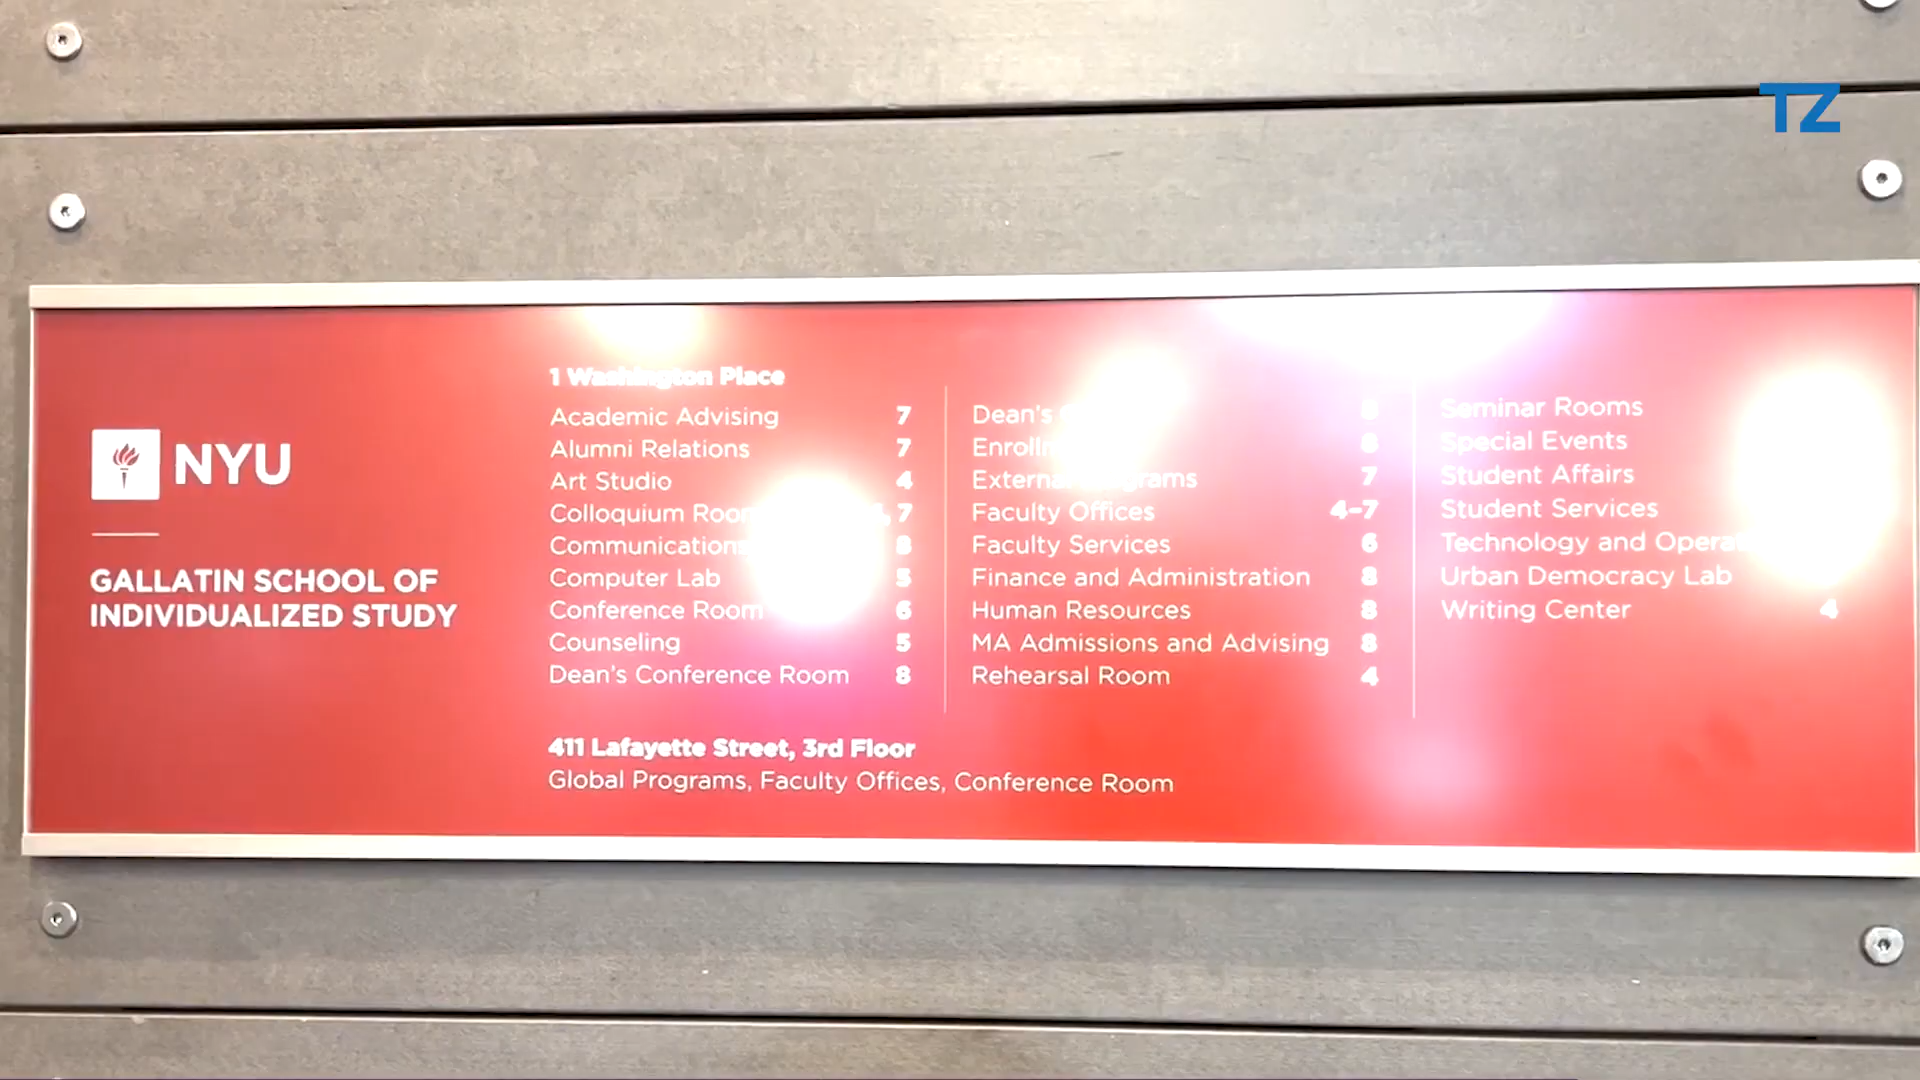 TZ
NYU
GALLATIN SCHOOL OF
INDIVIDUALIZED STUDY
1 Washington Place
Academic Advising 7
Alumni Relations 7
Art Studio 4
Colloquium 7
8
Computer Lab 5
Conference Room 6
Counseling 5
Dean's Conference Room 8
Dean's
External Programs 7
Faculty Offices 4-7
Faculty Services 6
Finance and Administration 8
Human Resources 8
MA Admissions and Advising 8
Rehearsal Room 4
Seminar Rooms
Special Events
Student Affairs
Student Services
Technology and
Urban Democracy Lab
Writing Center 4
411 Lafayette Street, 3rd Floor
Global Programs, Faculty Offices, Conference Room